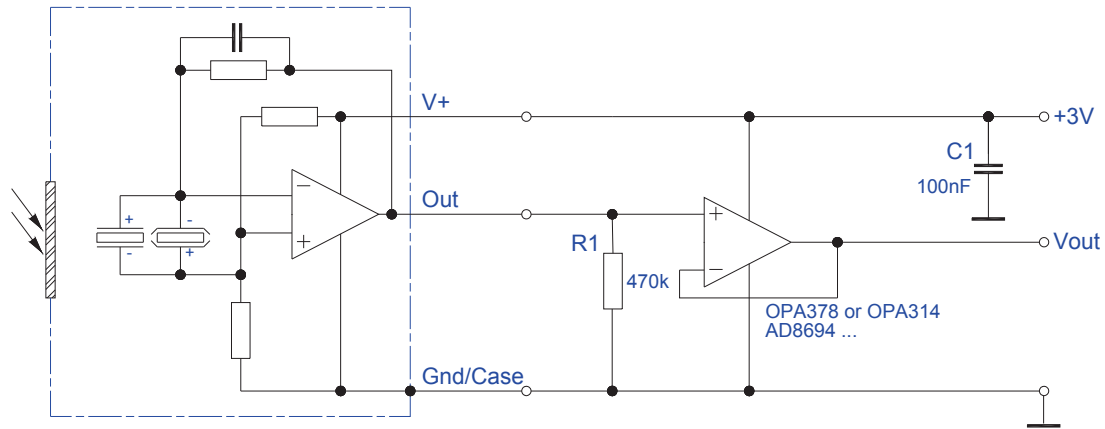 V+
+3V
C1
100nF
+
-
-
+
−
+
Out
R1
470k
+
−
Vout
OPA378 or OPA314
AD8694 ...
Gnd/Case